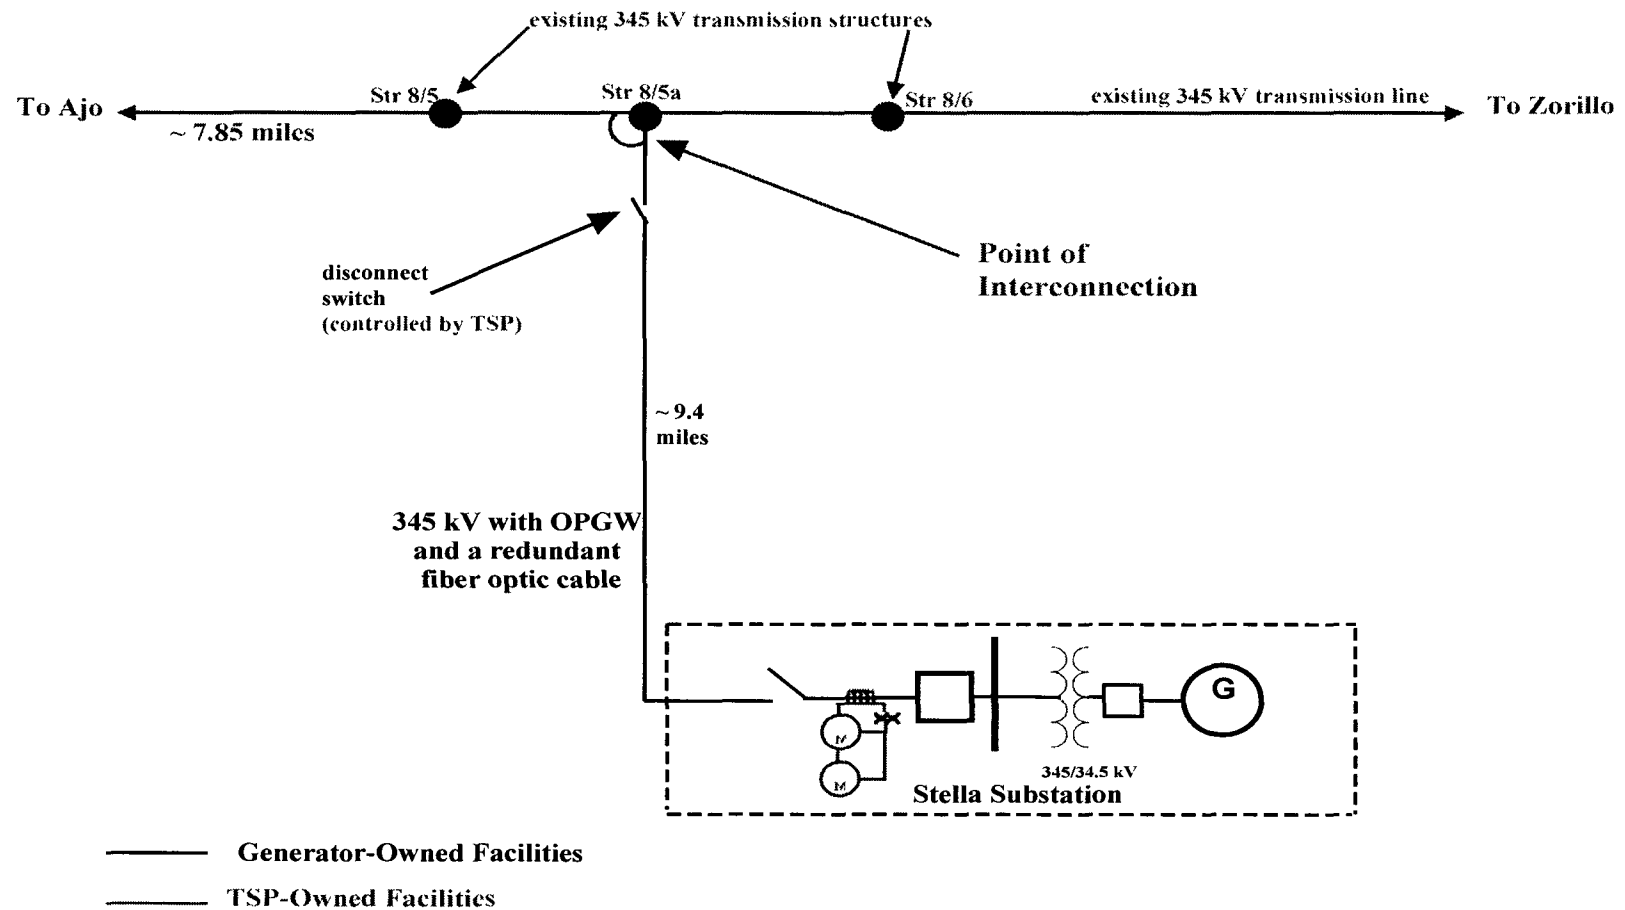 existing 345 kV transmission structures
Str 8/5
Str 8/5a
Str 8/6
existing 345 kV transmission line
To Ajo
To Zorillo
~ 7.85 miles
Point of
Interconnection
disconnect
switch
(controlled by TSP)
~ 9.4
miles
345 kV with OPGW
and a redundant
fiber optic cable
G
M
M
345/34.5 kV
Stella Substation
Generator-Owned Facilities
TSP-Owned Facilities